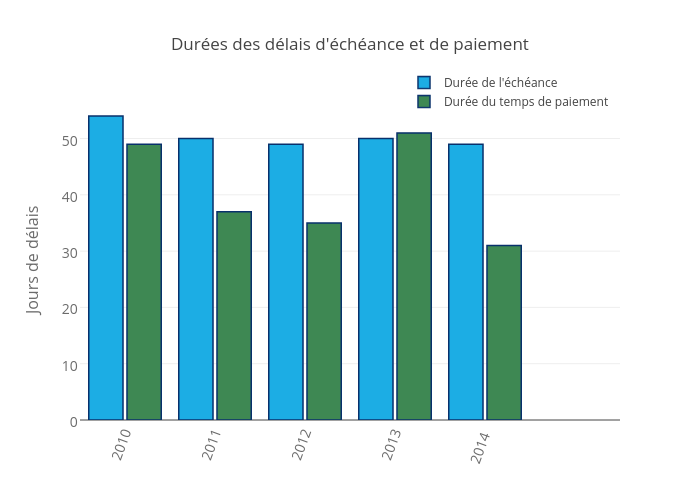 Durées des délais d'échéance et de paiement
Durée de l'échéance
Durée du temps de paiement
Jours de délais
50
40
30
20
10
0
2010
2011
2012
2013
2014